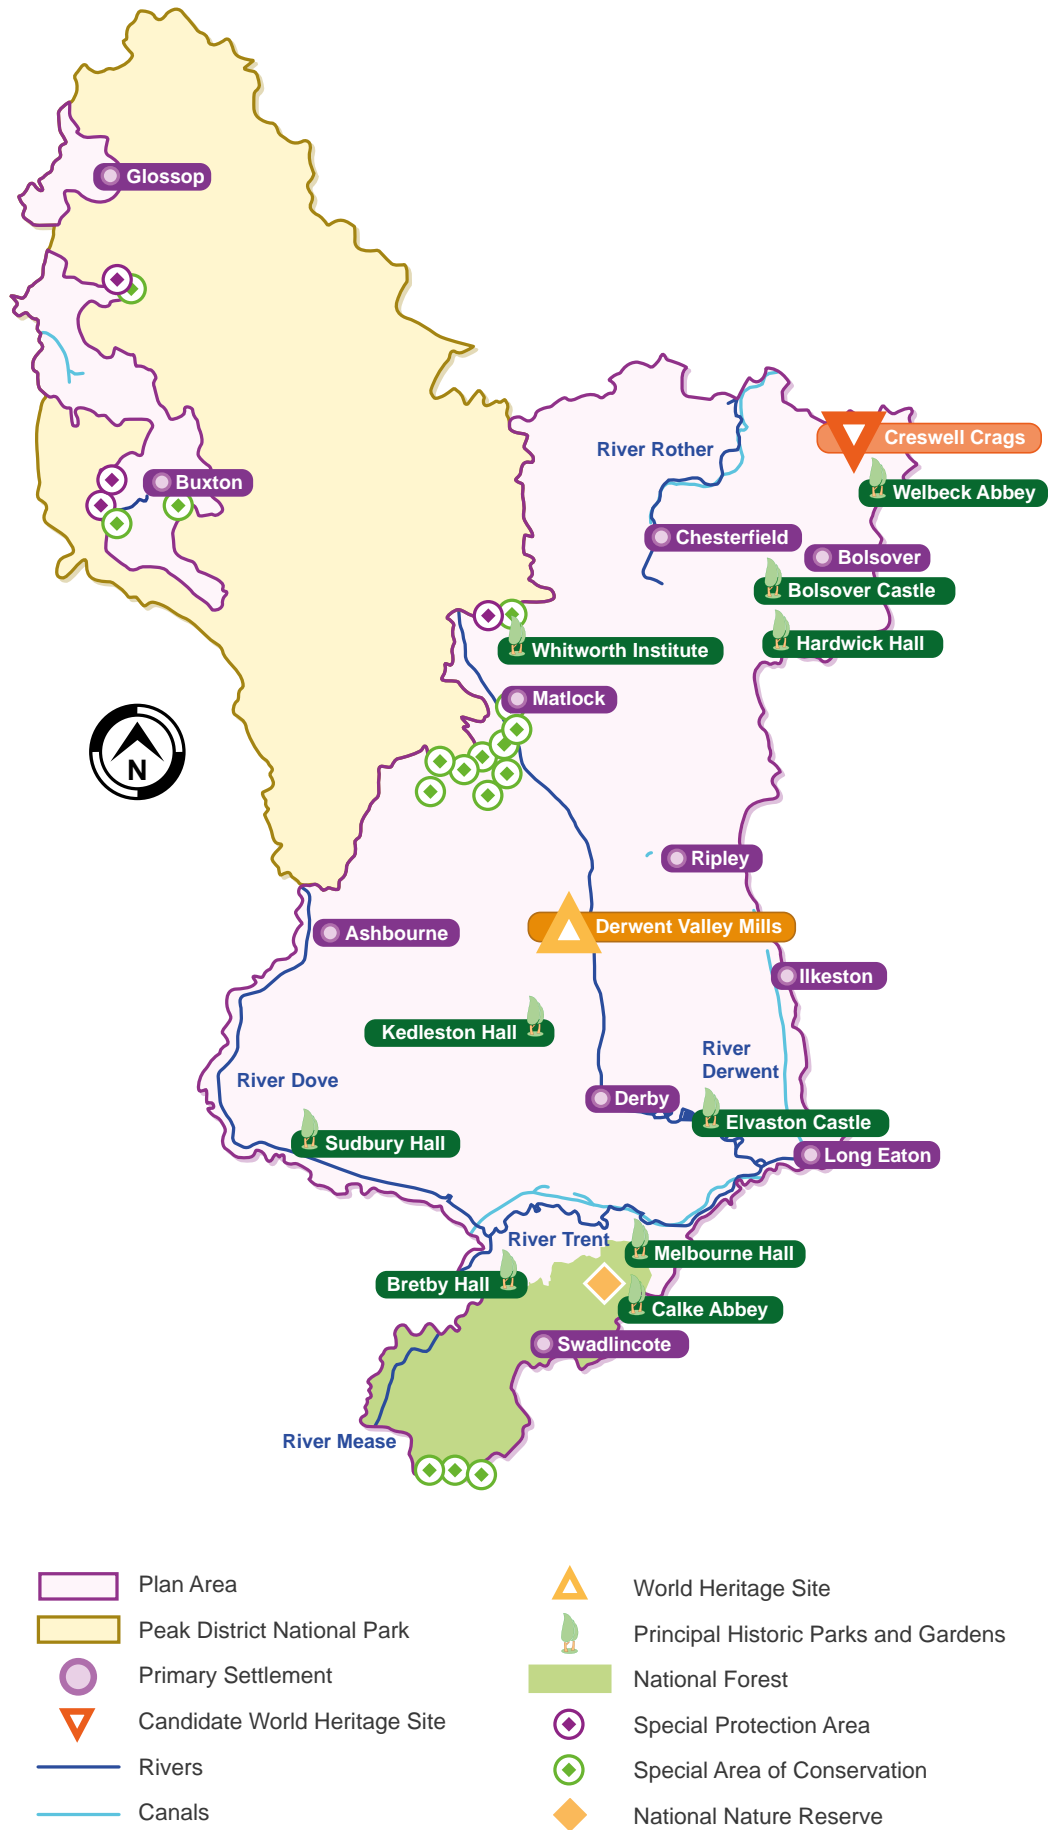 Glossop
Buxton
River Rother
Creswell Crags
Welbeck Abbey
Chesterfield
Bolsover
Bolsover Castle
Hardwick Hall
Whitworth Institute
Matlock
N
Ripley
Derwent Valley Mills
Ashbourne
Ilkeston
Kedleston Hall
River
Derwent
River Dove
Derby
Elvaston Castle
Sudbury Hall
Long Eaton
River Trent
Melbourne Hall
Bretby Hall
Calke Abbey
Swadlincote
River Mease
Plan Area
Peak District National Park
Primary Settlement
Candidate World Heritage Site
Rivers
Canals
World Heritage Site
Principal Historic Parks and Gardens
National Forest
Special Protection Area
Special Area of Conservation
National Nature Reserve